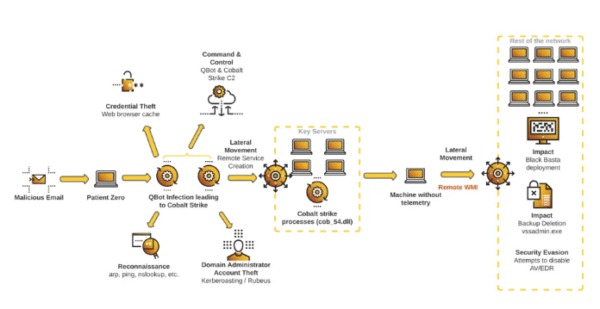 Malicious Email
Patient Zero
Credential Theft
Web browser cache
Command &
Control
QBot & Cobalt
Strike C2
QBot Infection leading
to Cobalt Strike
Reconnaissance
arp, ping, nslookup, etc.
Domain Administrator
Account Theft
Kerberoasting / Rubeus
Lateral
Movement
Remote Service
Creation
Key Servers
Cobalt strike
processes (cob_54.dll)
Machine without
telemetry
Lateral
Movement
Remote WMI
Rest of the network
Impact
Black Basta
deployment
Impact
Backup Deletion
vssadmin.exe
Security Evasion
Attempts to disable
AV/EDR